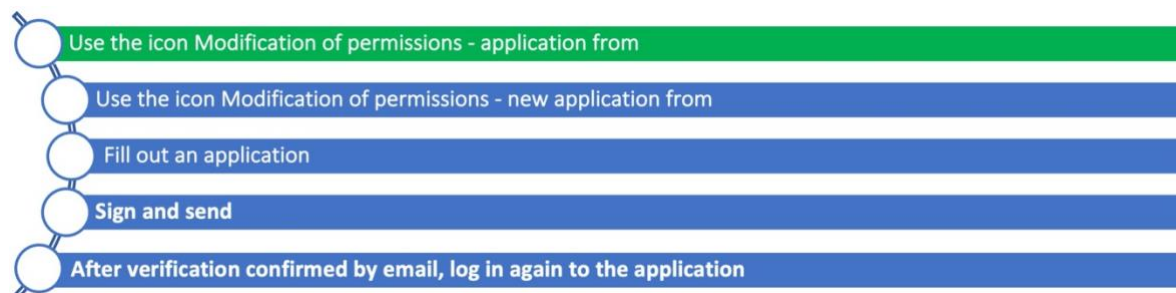 Use the icon Modification of permissions - application from
Use the icon Modification of permissions - new application from
Fill out an application
Sign and send
After verification confirmed by email, log in again to the application